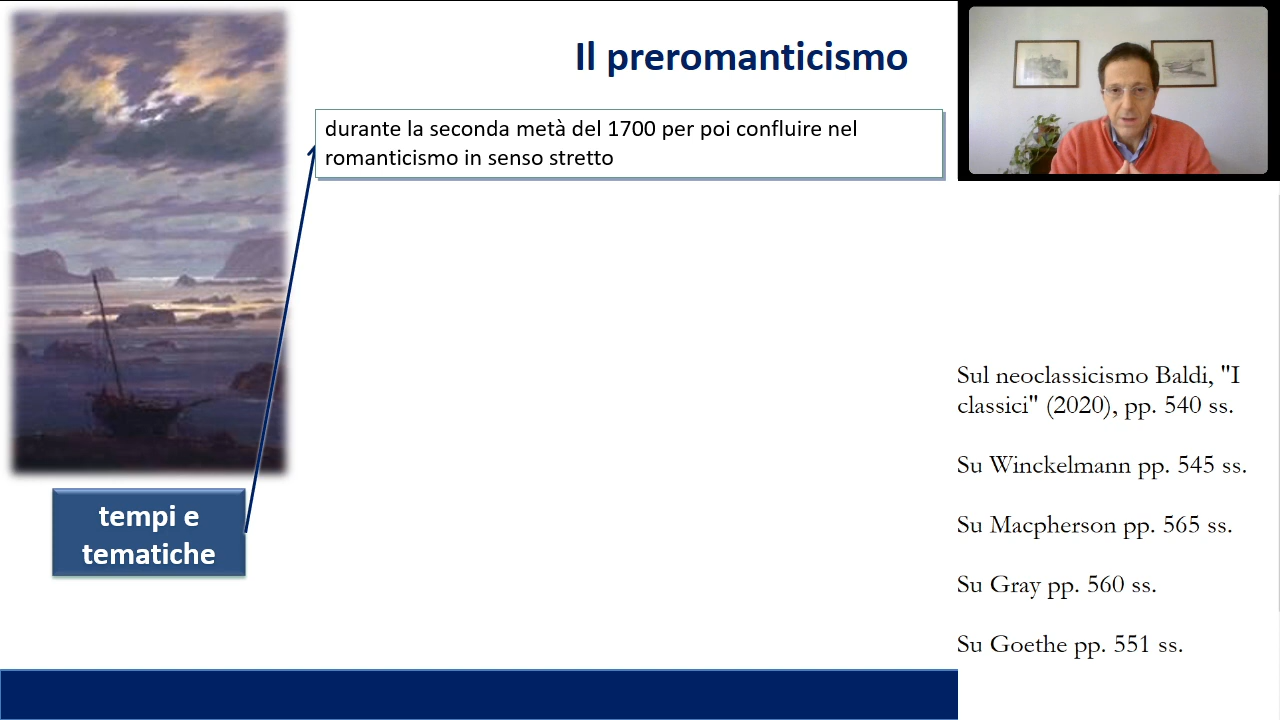 Il preromanticismo
durante la seconda metà del 1700 per poi confluire nel
romanticismo in senso stretto
tempi e
tematiche
Sul neoclassicismo Baldi, "I
classici" (2020), pp. 540 ss.
Su Winckelmann pp. 545 ss.
Su Macpherson pp. 565 ss.
Su Gray pp. 560 ss.
Su Goethe pp. 551 ss.